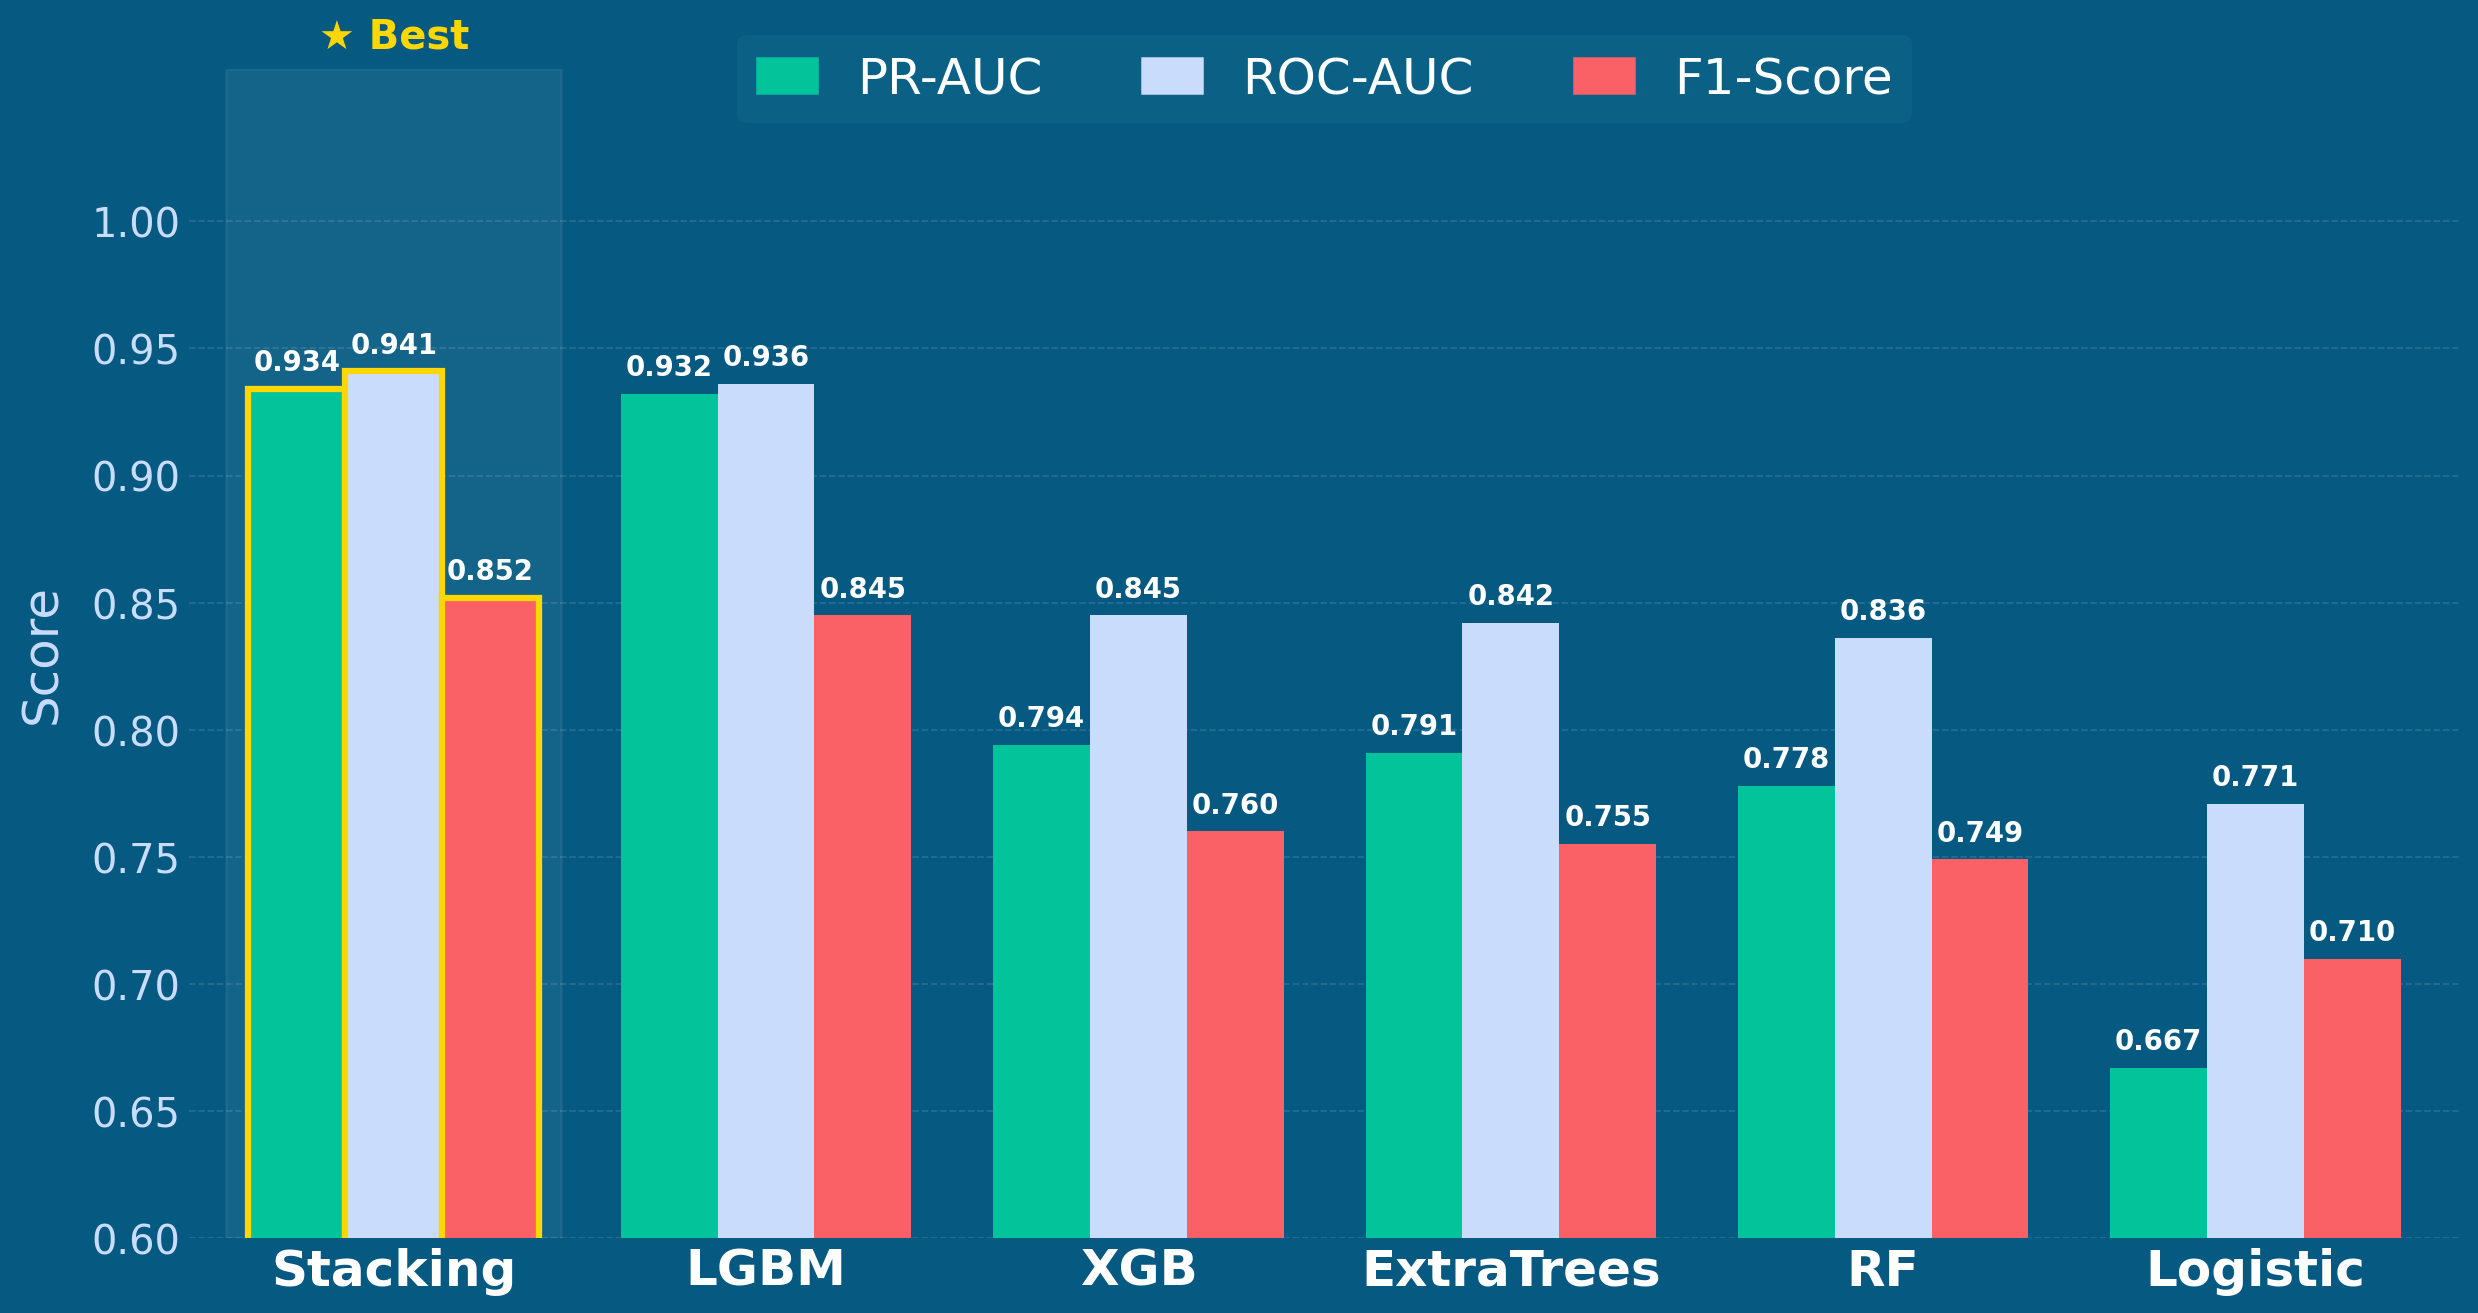 ★ Best
PR-AUC ROC-AUC F1-Score
Score
1.00
0.95
0.90
0.85
0.80
0.75
0.70
0.65
0.60
0.934 0.941 0.852
0.932 0.936 0.845
0.794 0.845 0.760
0.791 0.842 0.755
0.778 0.836 0.749
0.667 0.771 0.710
Stacking LGBM XGB ExtraTrees RF Logistic